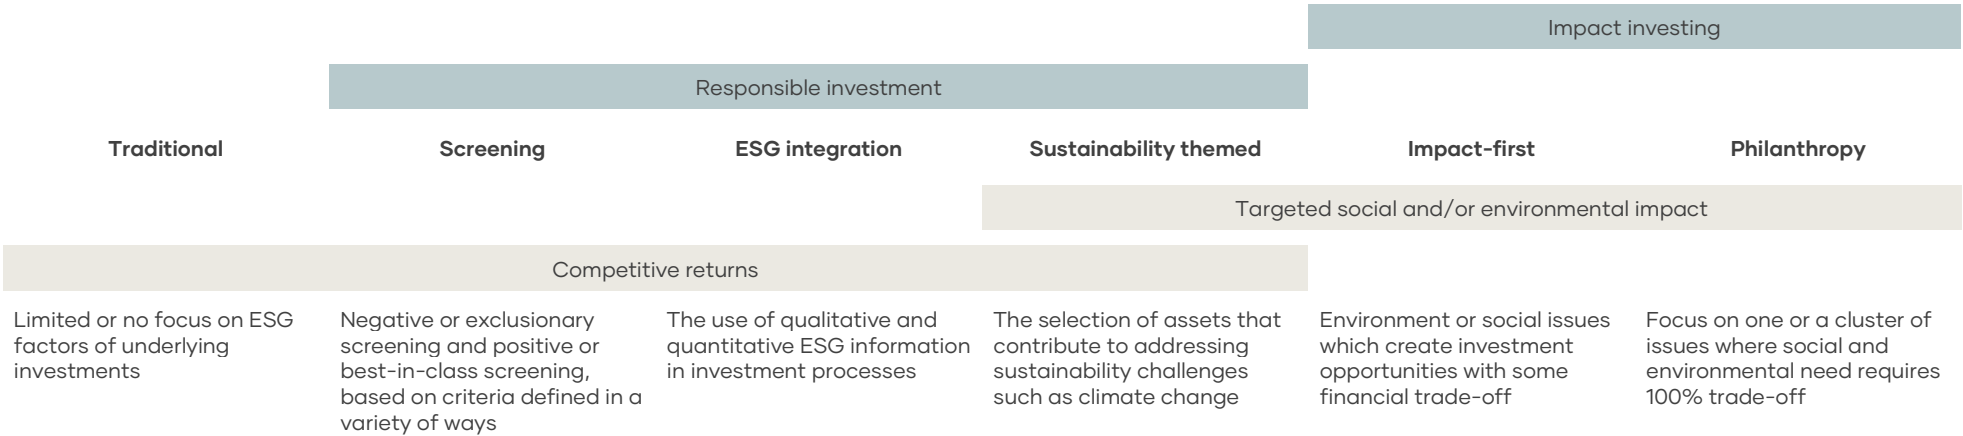 Impact investing
Responsible investment
Traditional
Screening
ESG integration
Sustainability themed
Impact-first
Philanthropy
Targeted social and/or environmental impact
Competitive returns
Limited or no focus on ESG
factors of underlying
investments
Negative or exclusionary
screening and positive or
best-in-class screening,
based on criteria defined in a
variety of ways
The use of qualitative and
quantitative ESG information
in investment processes
The selection of assets that
contribute to addressing
sustainability challenges
such as climate change
Environment or social issues
which create investment
opportunities with some
financial trade-off
Focus on one or a cluster of
issues where social and
environmental need requires
100% trade-off